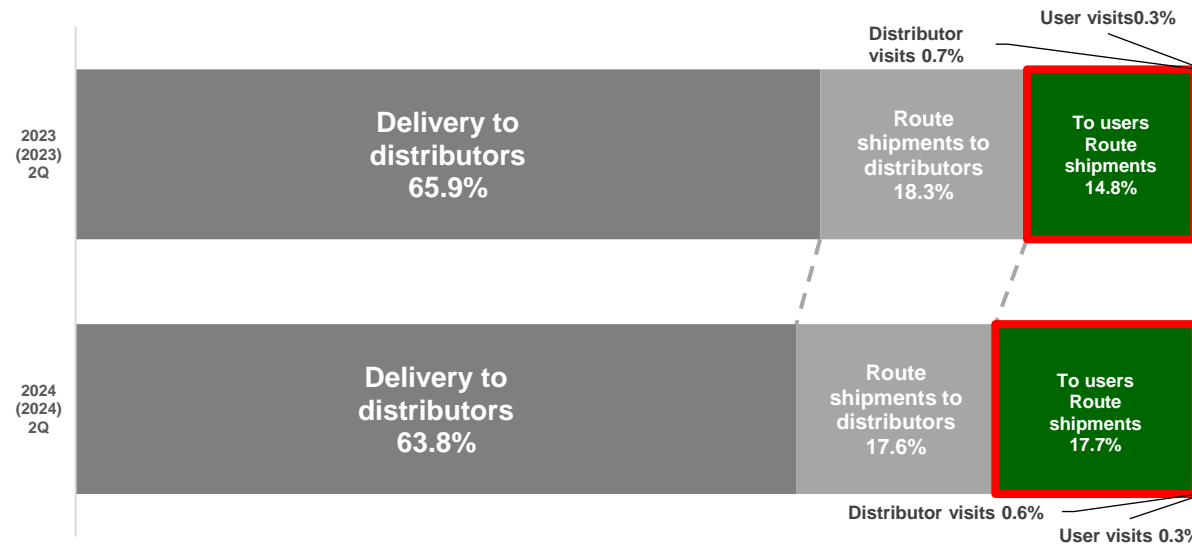 User visits0.3%
Distributor
visits 0.7%
2023
(2023)
2Q
Delivery to
distributors
65.9%
Route
shipments to
distributors
18.3%
To users
Route
shipments
14.8%
2024
(2024)
2Q
Delivery to
distributors
63.8%
Route
shipments to
distributors
17.6%
To users
Route
shipments
17.7%
Distributor visits 0.6%
User visits 0.3%